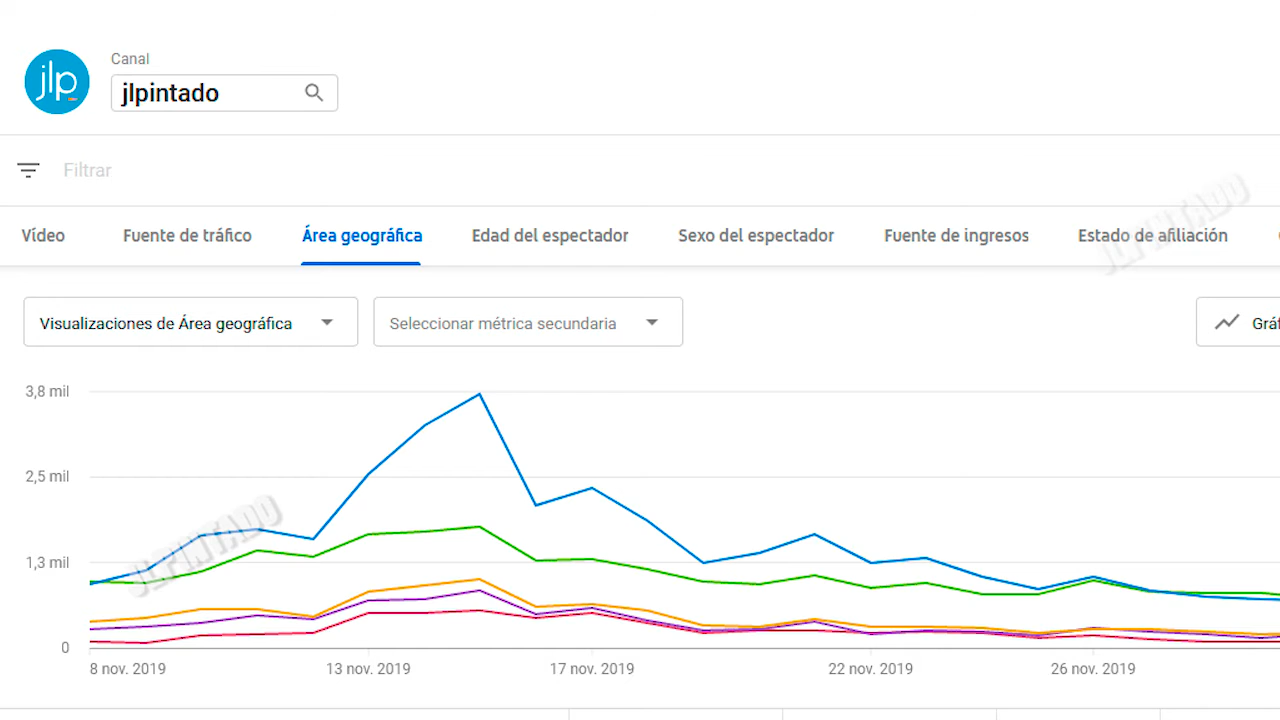 jlp
Canal
jlpintado
Filtrar
JLPINTADO
Vídeo Fuente de tráfico Área geográfica Edad del espectador Sexo del espectador Fuente de ingresos Estado de afiliación
Visualizaciones de Área geográfica Seleccionar métrica secundaria
3,8 mil
2,5 mil
JLPINTADO
1,3 mil
0
8 nov. 2019 13 nov. 2019 17 nov. 2019 22 nov. 2019 26 nov. 2019